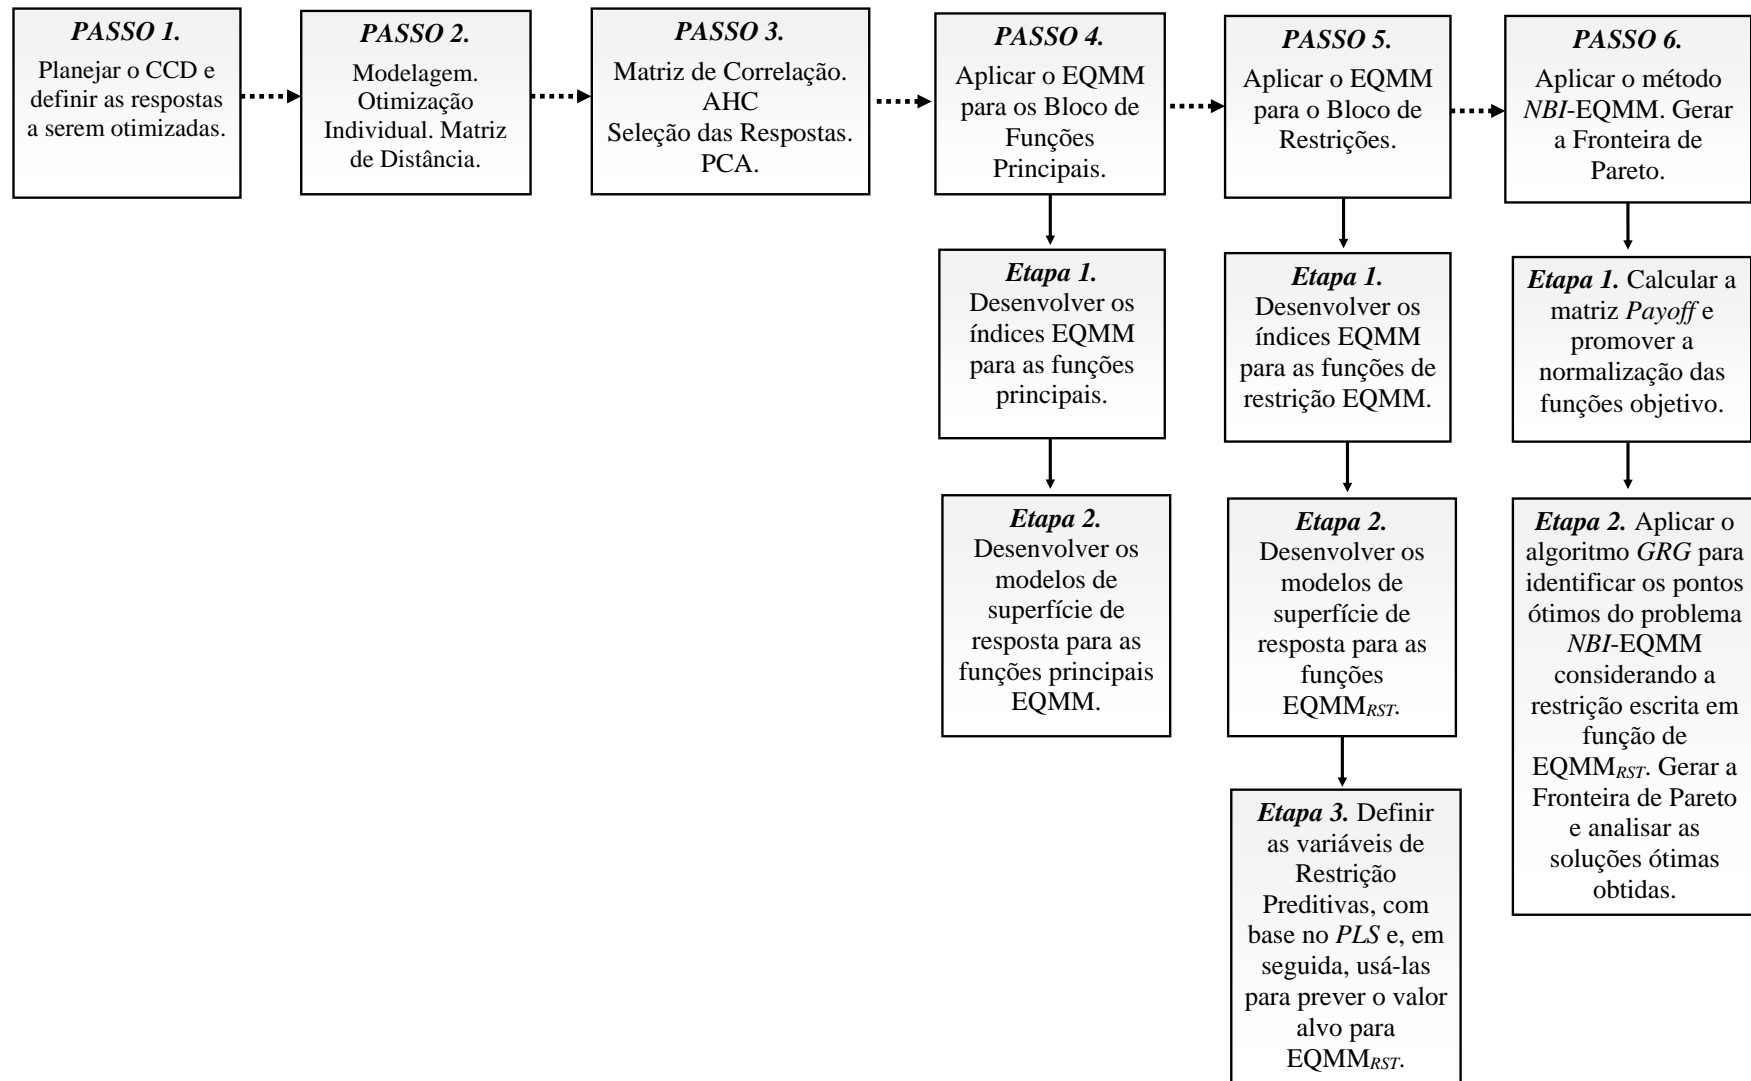 PASSO 1.
Planejar o CCD e
definir as respostas
a serem otimizadas.
PASSO 2.
Modelagem.
Otimização
Individual. Matriz
de Distância.
PASSO 3.
Matriz de Correlação.
AHC
Seleção das Respostas.
PCA.
PASSO 4.
Aplicar o EQMM
para os Bloco de
Funções
Principais.
PASSO 5.
Aplicar o EQMM
para o Bloco de
Restrições.
PASSO 6.
Aplicar o método
NBI-EQMM. Gerar
a Fronteira de
Pareto.
Etapa 1.
Desenvolver os
índices EQMM
para as funções
principais.
Etapa 1.
Desenvolver os
índices EQMM
para as funções de
restrição EQMM.
Etapa 1. Calcular a
matriz Payoff e
promover a
normalização das
funções objetivo.
Etapa 2.
Desenvolver os
modelos de
superfície de
resposta para as
funções principais
EQMM.
Etapa 2.
Desenvolver os
modelos de
superfície de
resposta para as
funções
EQMMRST.
Etapa 2. Aplicar o
algoritmo GRG para
identificar os pontos
ótimos do problema
NBI-EQMM
considerando a
restrição escrita em
função de
EQMMRST. Gerar a
Fronteira de Pareto
e analisar as
soluções ótimas
obtidas.
Etapa 3. Definir
as variáveis de
Restrição
Preditivas, com
base no PLS e, em
seguida, usá-las
para prever o valor
alvo para
EQMMRST.